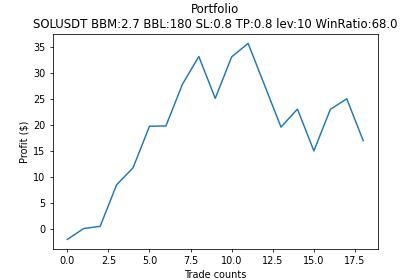 Portfolio
SOLUSDT BBM:2.7 BBL:180 SL:0.8 TP:0.8 lev:10 WinRatio:68.0
35
30
25
20
15
10
5
0
Profit ($)
0.0 2.5 5.0 7.5 10.0 12.5 15.0 17.5
Trade counts